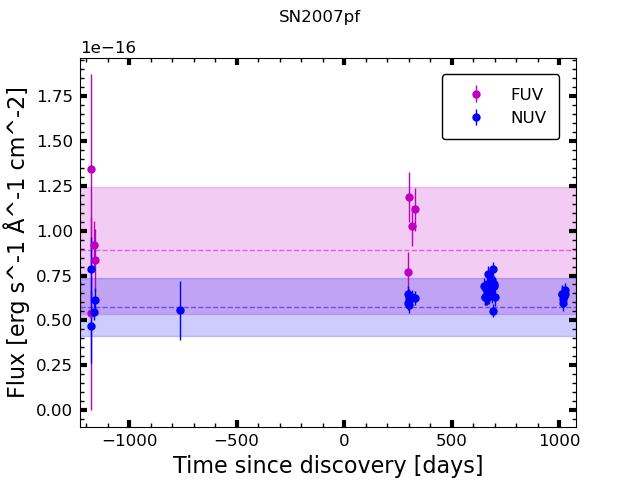 SN2007pf
1e−16
FUV
NUV
1.75
1.50
1.25
1.00
0.75
0.50
0.25
0.00
Flux [erg s^-1 Å^-1 cm^-2]
−1000
−500
0
500
1000
Time since discovery [days]